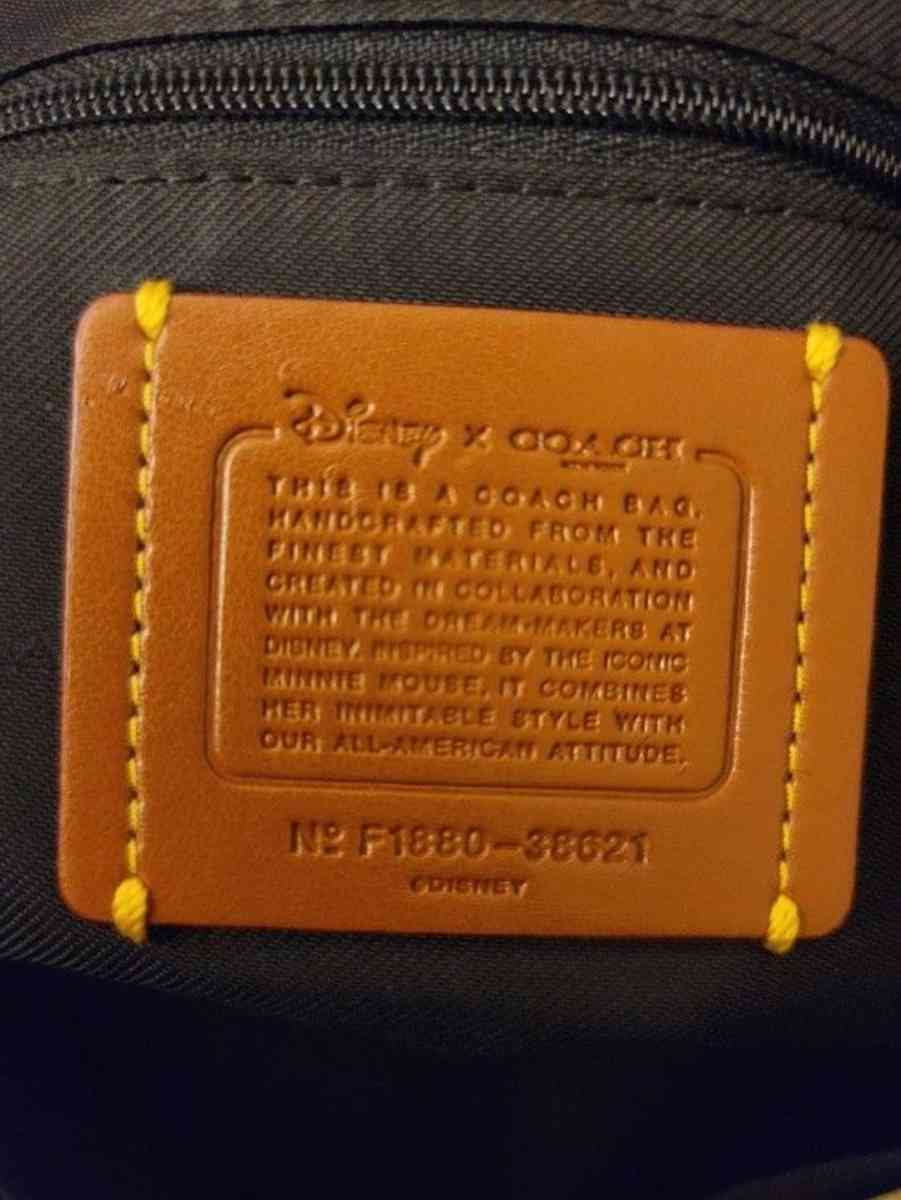 Disney X COACH
THIS IS A COACH BAG.
HANDCRAFTED FROM THE
FINEST MATERIALS, AND
CREATED IN COLLABORATION
WITH THE DREAM-MAKERS AT
DISNEY. INSPIRED BY THE ICONIC
MINNIE MOUSE, IT COMBINES
HER INIMITABLE STYLE WITH
OUR ALL-AMERICAN ATTITUDE.
Nº F1880-38621
©DISNEY